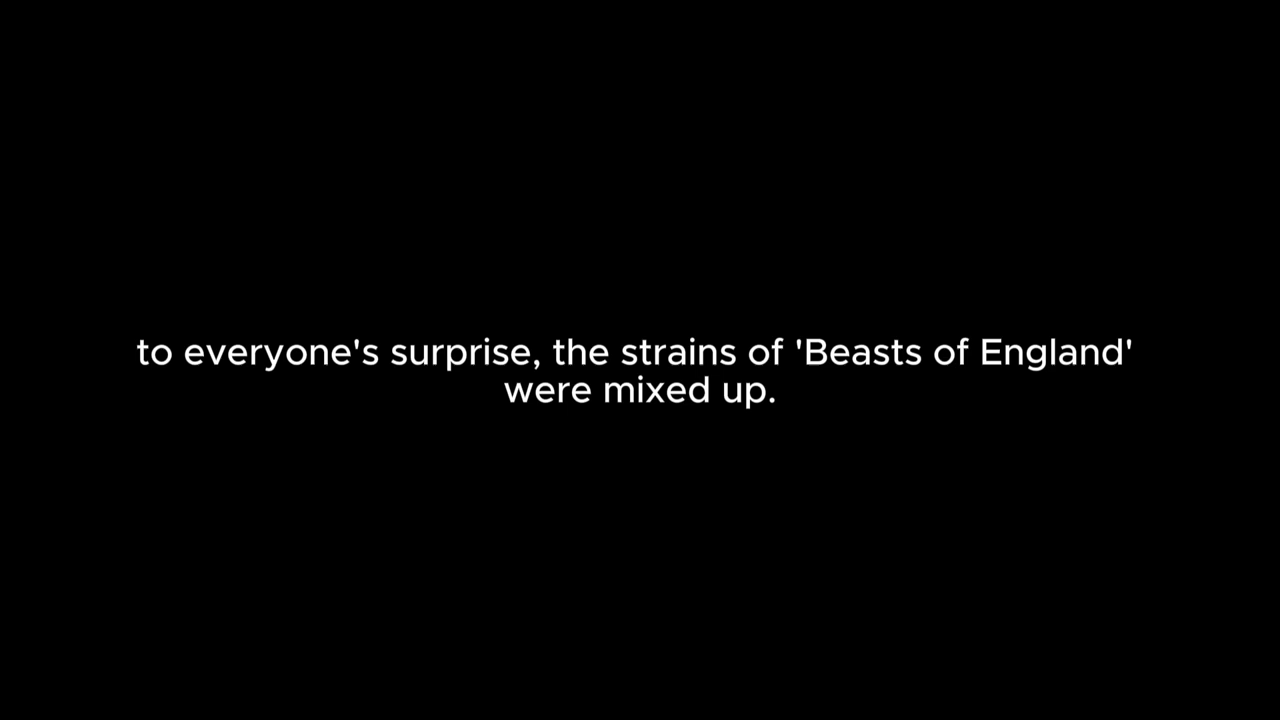 to everyone's surprise, the strains of 'Beasts of England'
were mixed up.